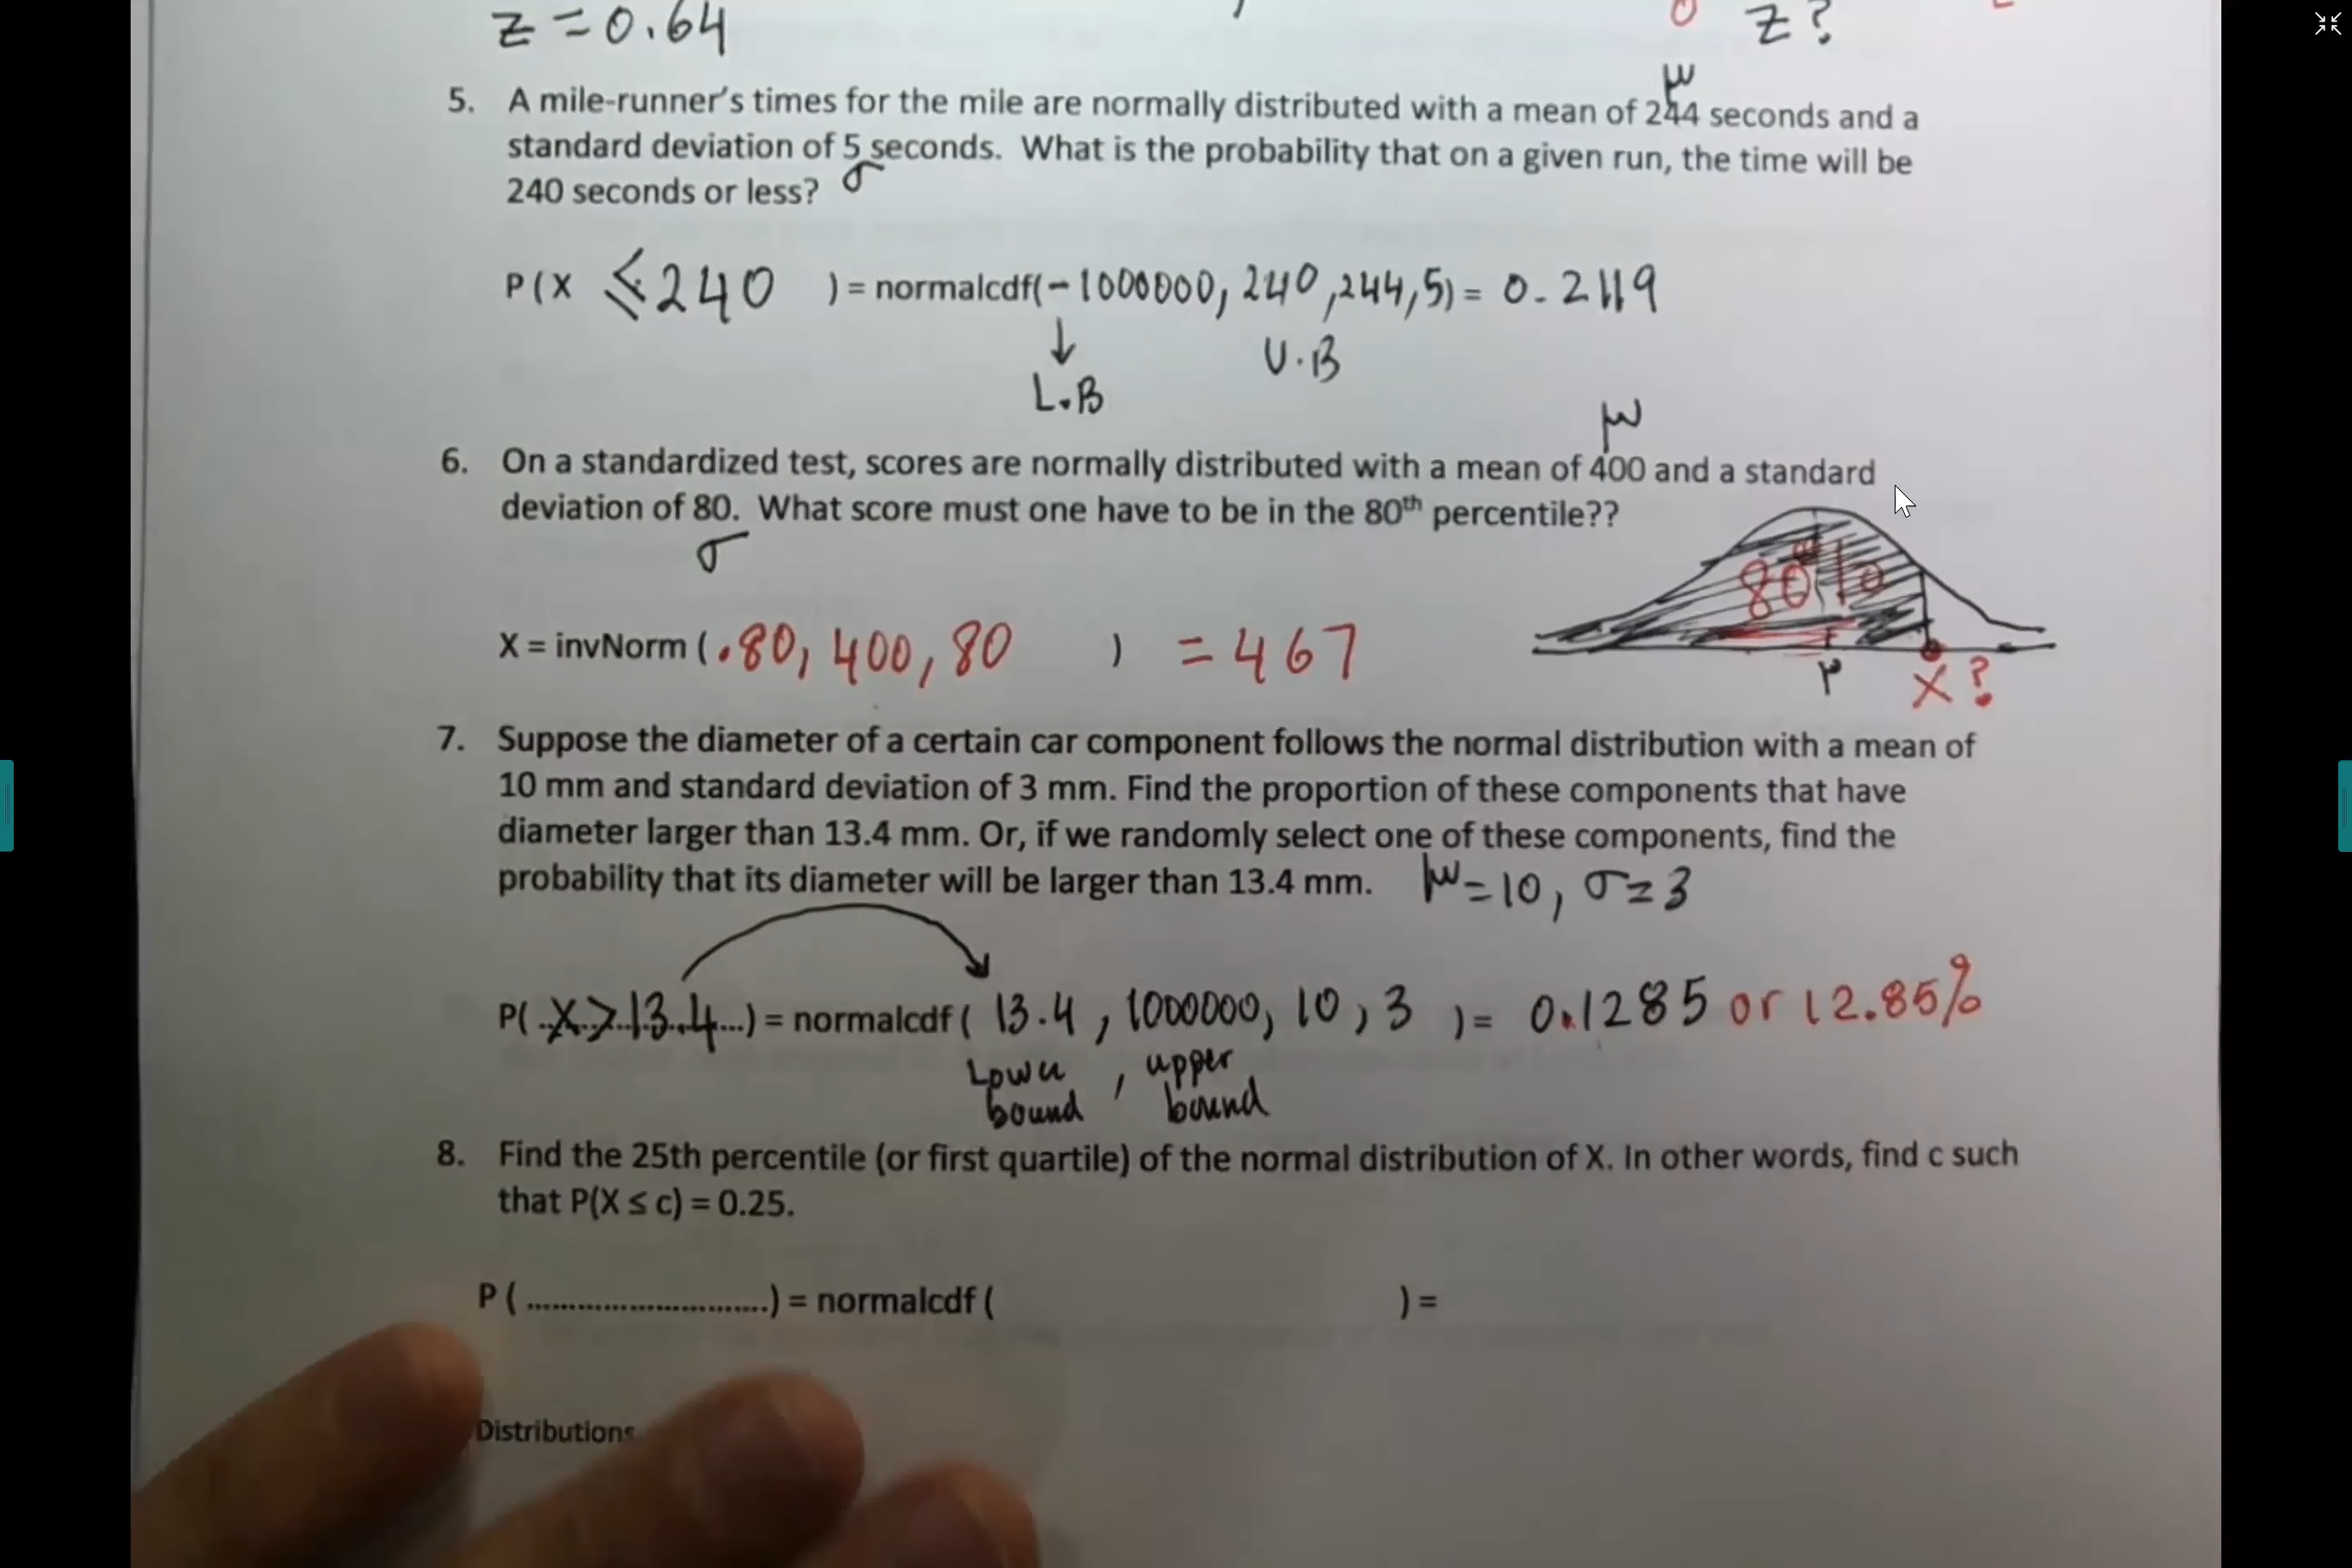 z = 0.64
0 z?
μ
5. A mile-runner's times for the mile are normally distributed with a mean of 244 seconds and a
standard deviation of 5 seconds. What is the probability that on a given run, the time will be
240 seconds or less? σ
P ( X ≤ 240 ) = normalcdf(-1000000, 240, 244, 5) = 0.2119
↓ U.B
L.B
μ
6. On a standardized test, scores are normally distributed with a mean of 400 and a standard
deviation of 80. What score must one have to be in the 80th percentile??
σ
80%
X = invNorm ( .80, 400, 80 ) = 467
μ X?
7. Suppose the diameter of a certain car component follows the normal distribution with a mean of
10 mm and standard deviation of 3 mm. Find the proportion of these components that have
diameter larger than 13.4 mm. Or, if we randomly select one of these components, find the
probability that its diameter will be larger than 13.4 mm. μ=10, σ=3
P( X > 13.4 ...) = normalcdf ( 13.4, 1000000, 10, 3 ) = 0.1285 or 12.85%
Lower , upper
bound bound
8. Find the 25th percentile (or first quartile) of the normal distribution of X. In other words, find c such
that P(X ≤ c) = 0.25.
P ( ............................) = normalcdf ( ) =
Distributions